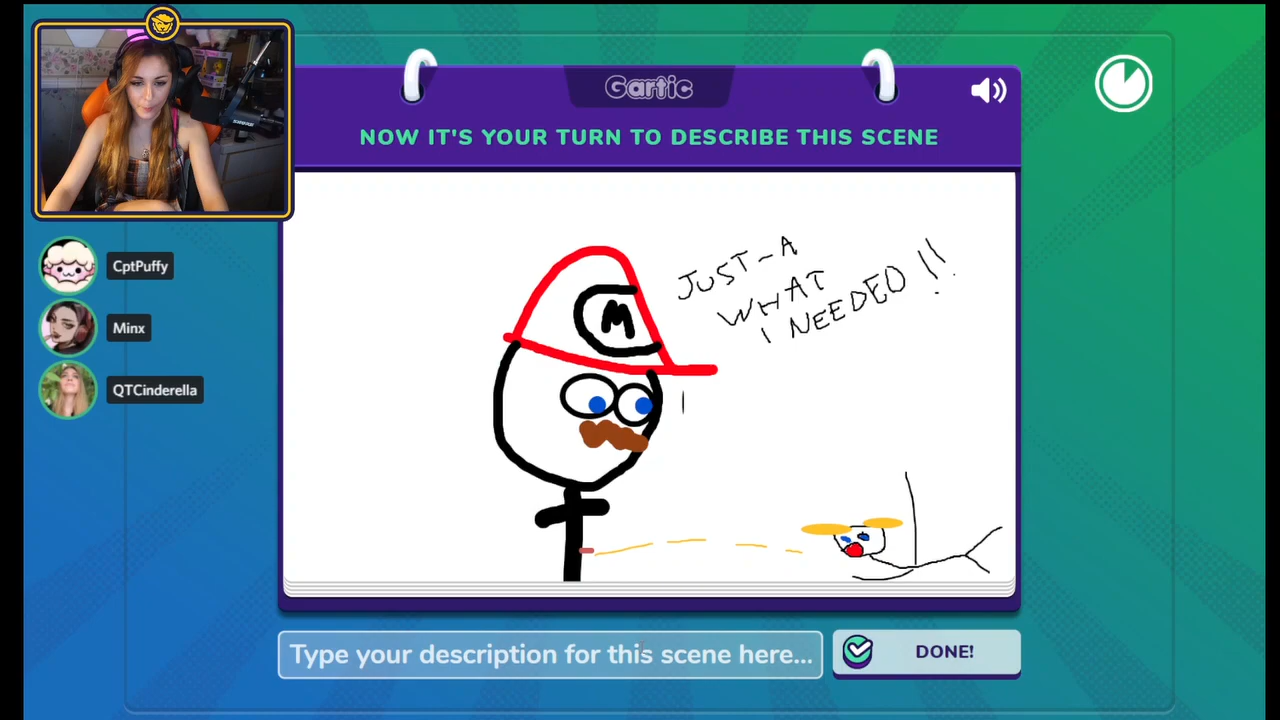 Gartic
NOW IT'S YOUR TURN TO DESCRIBE THIS SCENE
CptPuffy
Minx
QTCinderella
M
JUST-A
WHAT
I NEEDED!!
Type your description for this scene here...
DONE!